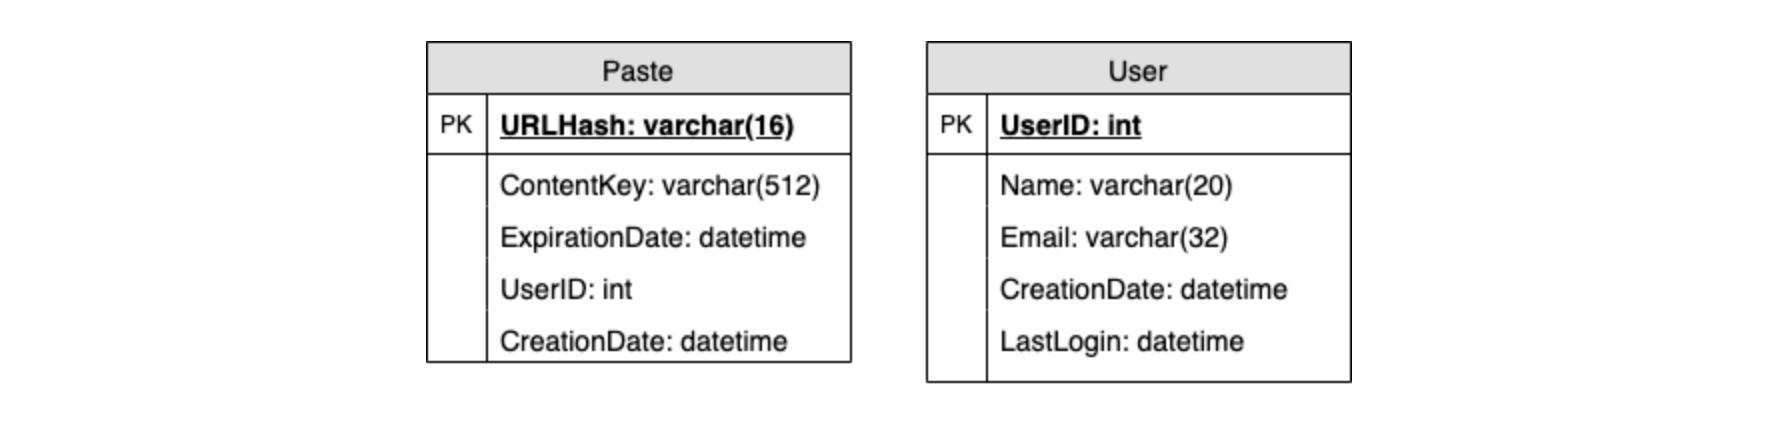 Paste
PK URLHash: varchar(16)
ContentKey: varchar(512)
ExpirationDate: datetime
UserID: int
CreationDate: datetime
User
PK UserID: int
Name: varchar(20)
Email: varchar(32)
CreationDate: datetime
LastLogin: datetime